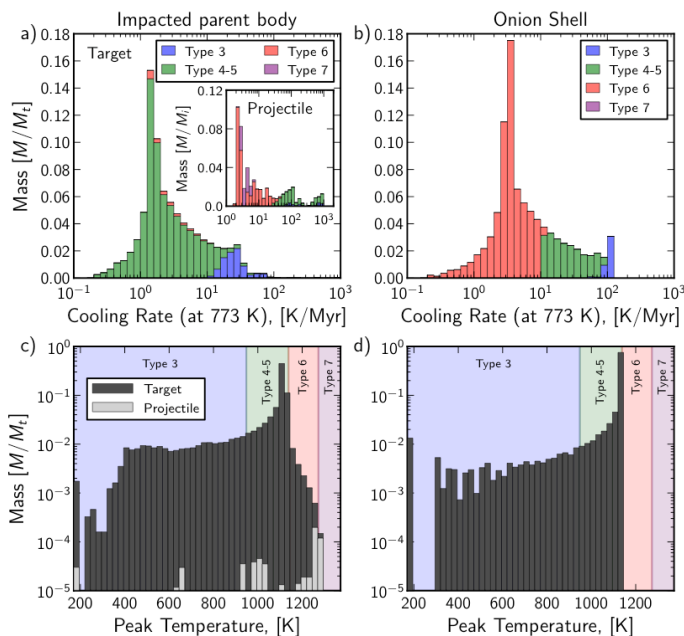 Impacted parent body
Onion Shell
a)
Target
Type 3
Type 4-5
Type 6
Type 7
Projectile
Mass [M/M_i]
0.12
0.08
0.04
0.0
10^0 10^1 10^2 10^3
Mass [M/M_t]
0.18
0.16
0.14
0.12
0.10
0.08
0.06
0.04
0.02
0.00
10^-1 10^0 10^1 10^2 10^3
Cooling Rate (at 773 K), [K/Myr]
b)
Type 3
Type 4-5
Type 6
Type 7
0.18
0.16
0.14
0.12
0.10
0.08
0.06
0.04
0.02
0.00
10^-1 10^0 10^1 10^2 10^3
Cooling Rate (at 773 K), [K/Myr]
c)
Type 3
Type 4-5
Type 6
Type 7
Target
Projectile
Mass [M/M_t]
10^0
10^-1
10^-2
10^-3
10^-4
10^-5
400 600 800 1000 1200
Peak Temperature, [K]
d)
Type 3
Type 4-5
Type 6
Type 7
10^0
10^-1
10^-2
10^-3
10^-4
10^-5
200 400 600 800 1000 1200
Peak Temperature, [K]